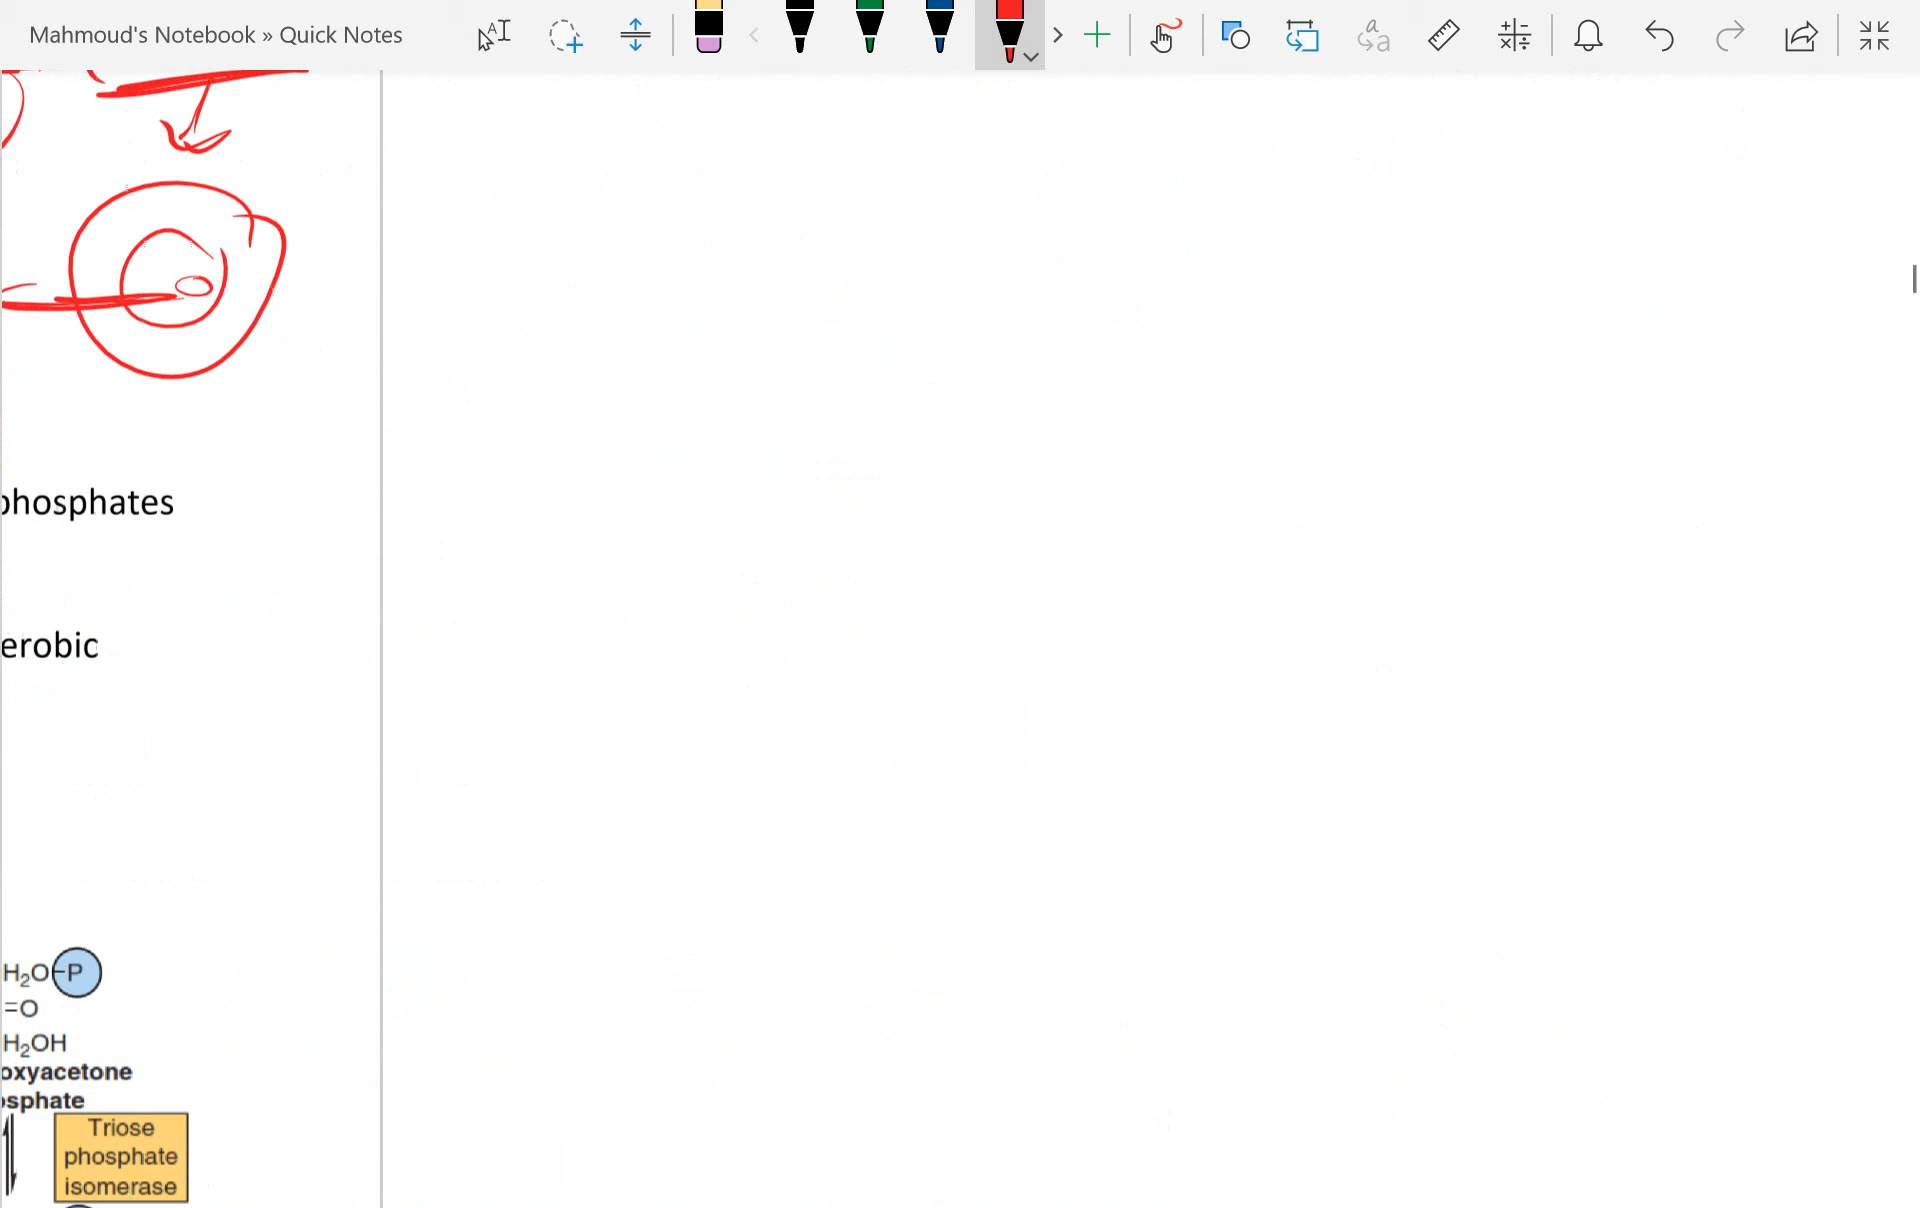 Mahmoud's Notebook » Quick Notes
phosphates
erobic
H₂O-P
=O
H₂OH
oxyacetone
sphate
Triose
phosphate
isomerase